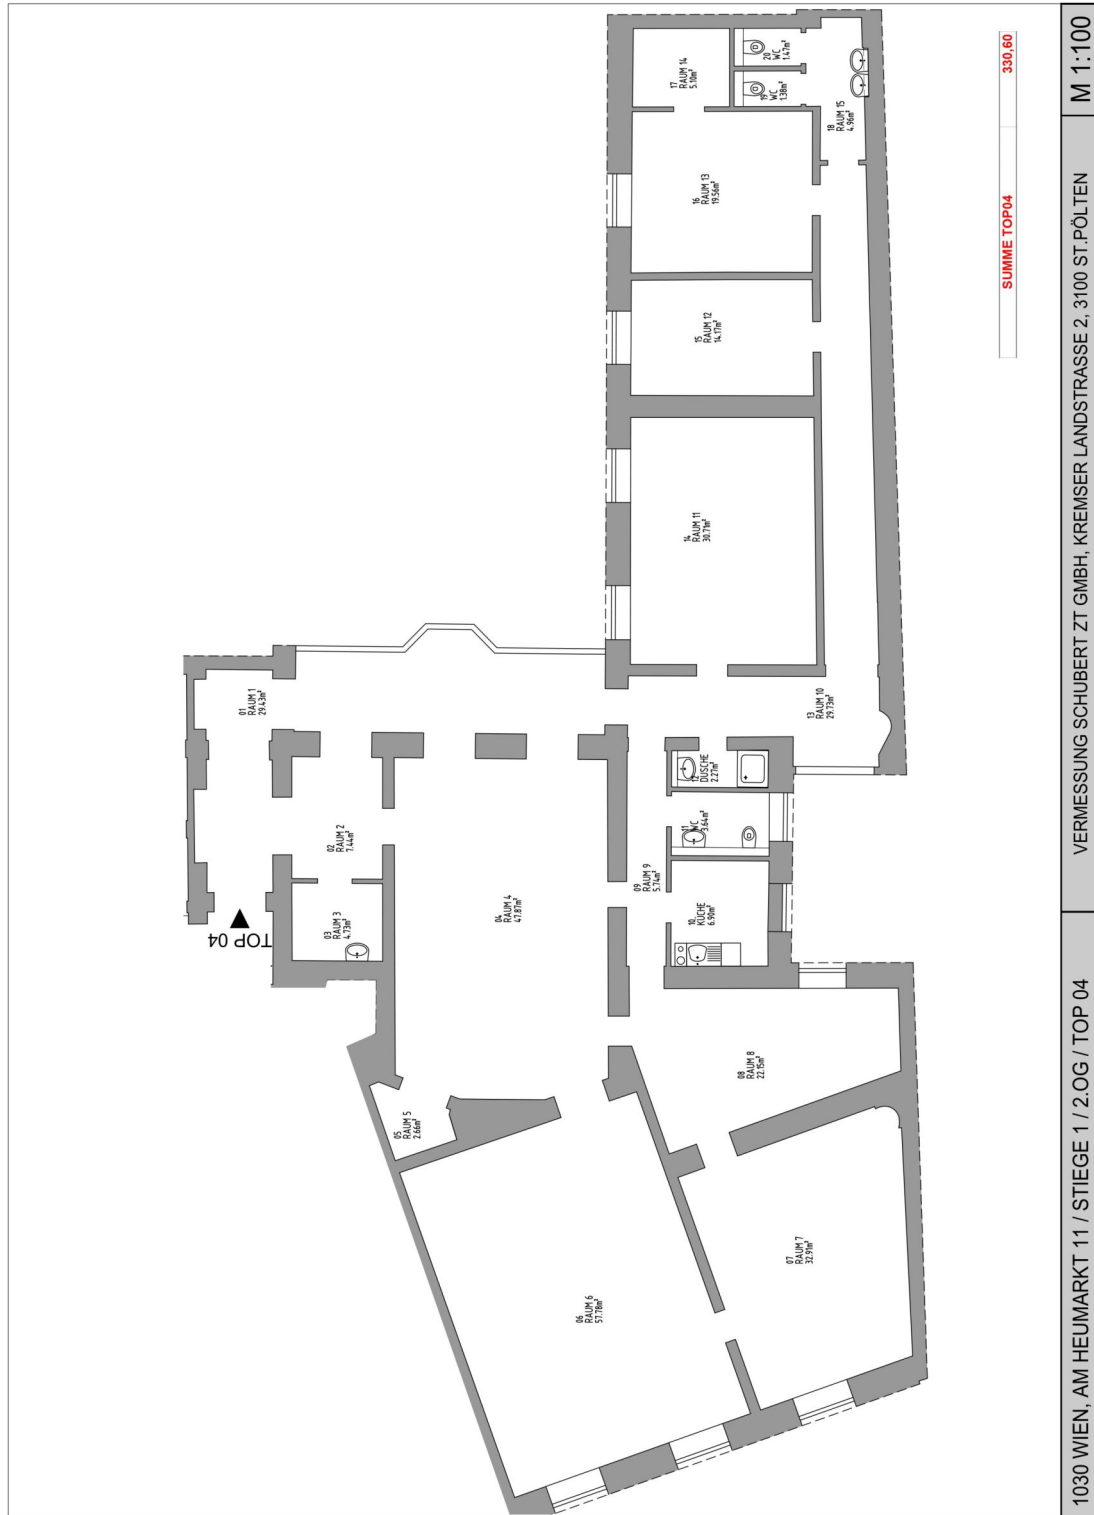 01
RAUM 1
29.43m²
02
RAUM 2
7.44m²
03
RAUM 3
4.73m²
TOP 04
04
RAUM 4
47.87m²
05
RAUM 5
2.66m²
06
RAUM 6
57.78m²
07
RAUM 7
32.91m²
08
RAUM 8
22.15m²
09
RAUM 9
5.74m²
10
KÜCHE
6.90m²
11
WC
3.64m²
12
DUSCHE
2.27m²
13
RAUM 10
29.73m²
14
RAUM 11
30.71m²
15
RAUM 12
14.17m²
16
RAUM 13
19.56m²
17
RAUM 14
5.10m²
18
RAUM 15
4.96m²
19
WC
1.38m²
20
WC
1.47m²
SUMME TOP04 330,60
1030 WIEN, AM HEUMARKT 11 / STIEGE 1 / 2.OG / TOP 04
VERMESSUNG SCHUBERT ZT GMBH, KREMSER LANDSTRASSE 2, 3100 ST.PÖLTEN
M 1:100